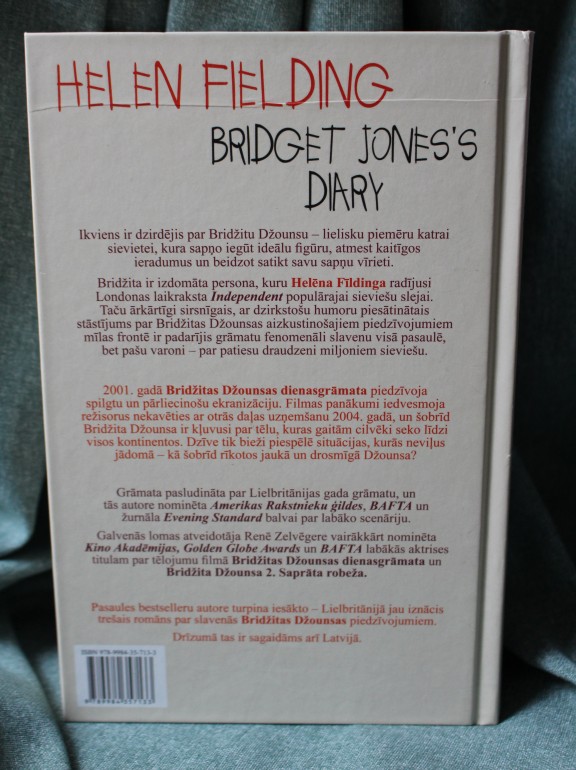 HELEN FIELDING
BRIDGET JONES'S
DIARY
Ikviens ir dzirdējis par Bridžitu Džounsu – lielisku piemēru katrai
sievietei, kura sapņo iegūt ideālu figūru, atmest kaitīgos
ieradumus un beidzot satikt savu sapņu vīrieti.
Bridžita ir izdomāta persona, kuru Helēna Fīldinga radījusi
Londonas laikraksta Independent populārajai sieviešu slejai.
Taču ārkārtīgi sirsnīgais, ar dzirkstošu humoru piesātinātais
stāstījums par Bridžitas Džounsas aizkustinošajiem piedzīvojumiem
mīlas frontē ir padarījis grāmatu fenomenāli slavenu visā pasaulē,
bet pašu varoni – par patiesu draudzeni miljoniem sieviešu.
2001. gadā Bridžitas Džounsas dienasgrāmata piedzīvoja
spilgtu un pārliecinošu ekranizāciju. Filmas panākumi iedvesmoja
režisorus nekavēties ar otrās daļas uzņemšanu 2004. gadā, un šobrīd
Bridžita Džounsa ir kļuvusi par tēlu, kuras gaitām cilvēki seko līdzi
visos kontinentos. Dzīve tik bieži piespēlē situācijas, kurās neviļus
jādomā – kā šobrīd rīkotos jaukā un drosmīgā Džounsa?
Grāmata pasludināta par Lielbritānijas gada grāmatu, un
tās autore nominēta Amerikas Rakstnieku ģildes, BAFTA un
žurnāla Evening Standard balvai par labāko scenāriju.
Galvenās lomas atveidotāja Renē Zelvēgere vairākkārt nominēta
Kino Akadēmijas, Golden Globe Awards un BAFTA labākās aktrises
titulam par tēlojumu filmā Bridžitas Džounsas dienasgrāmata un
Bridžita Džounsa 2. Saprāta robeža.
Pasaules bestselleru autore turpina iesākto – Lielbritānijā jau iznācis
trešais romāns par slavenās Bridžitas Džounsas piedzīvojumiem.
Drīzumā tas ir sagaidāms arī Latvijā.
ISBN 978-9984-35-713-3
9 789984 357133